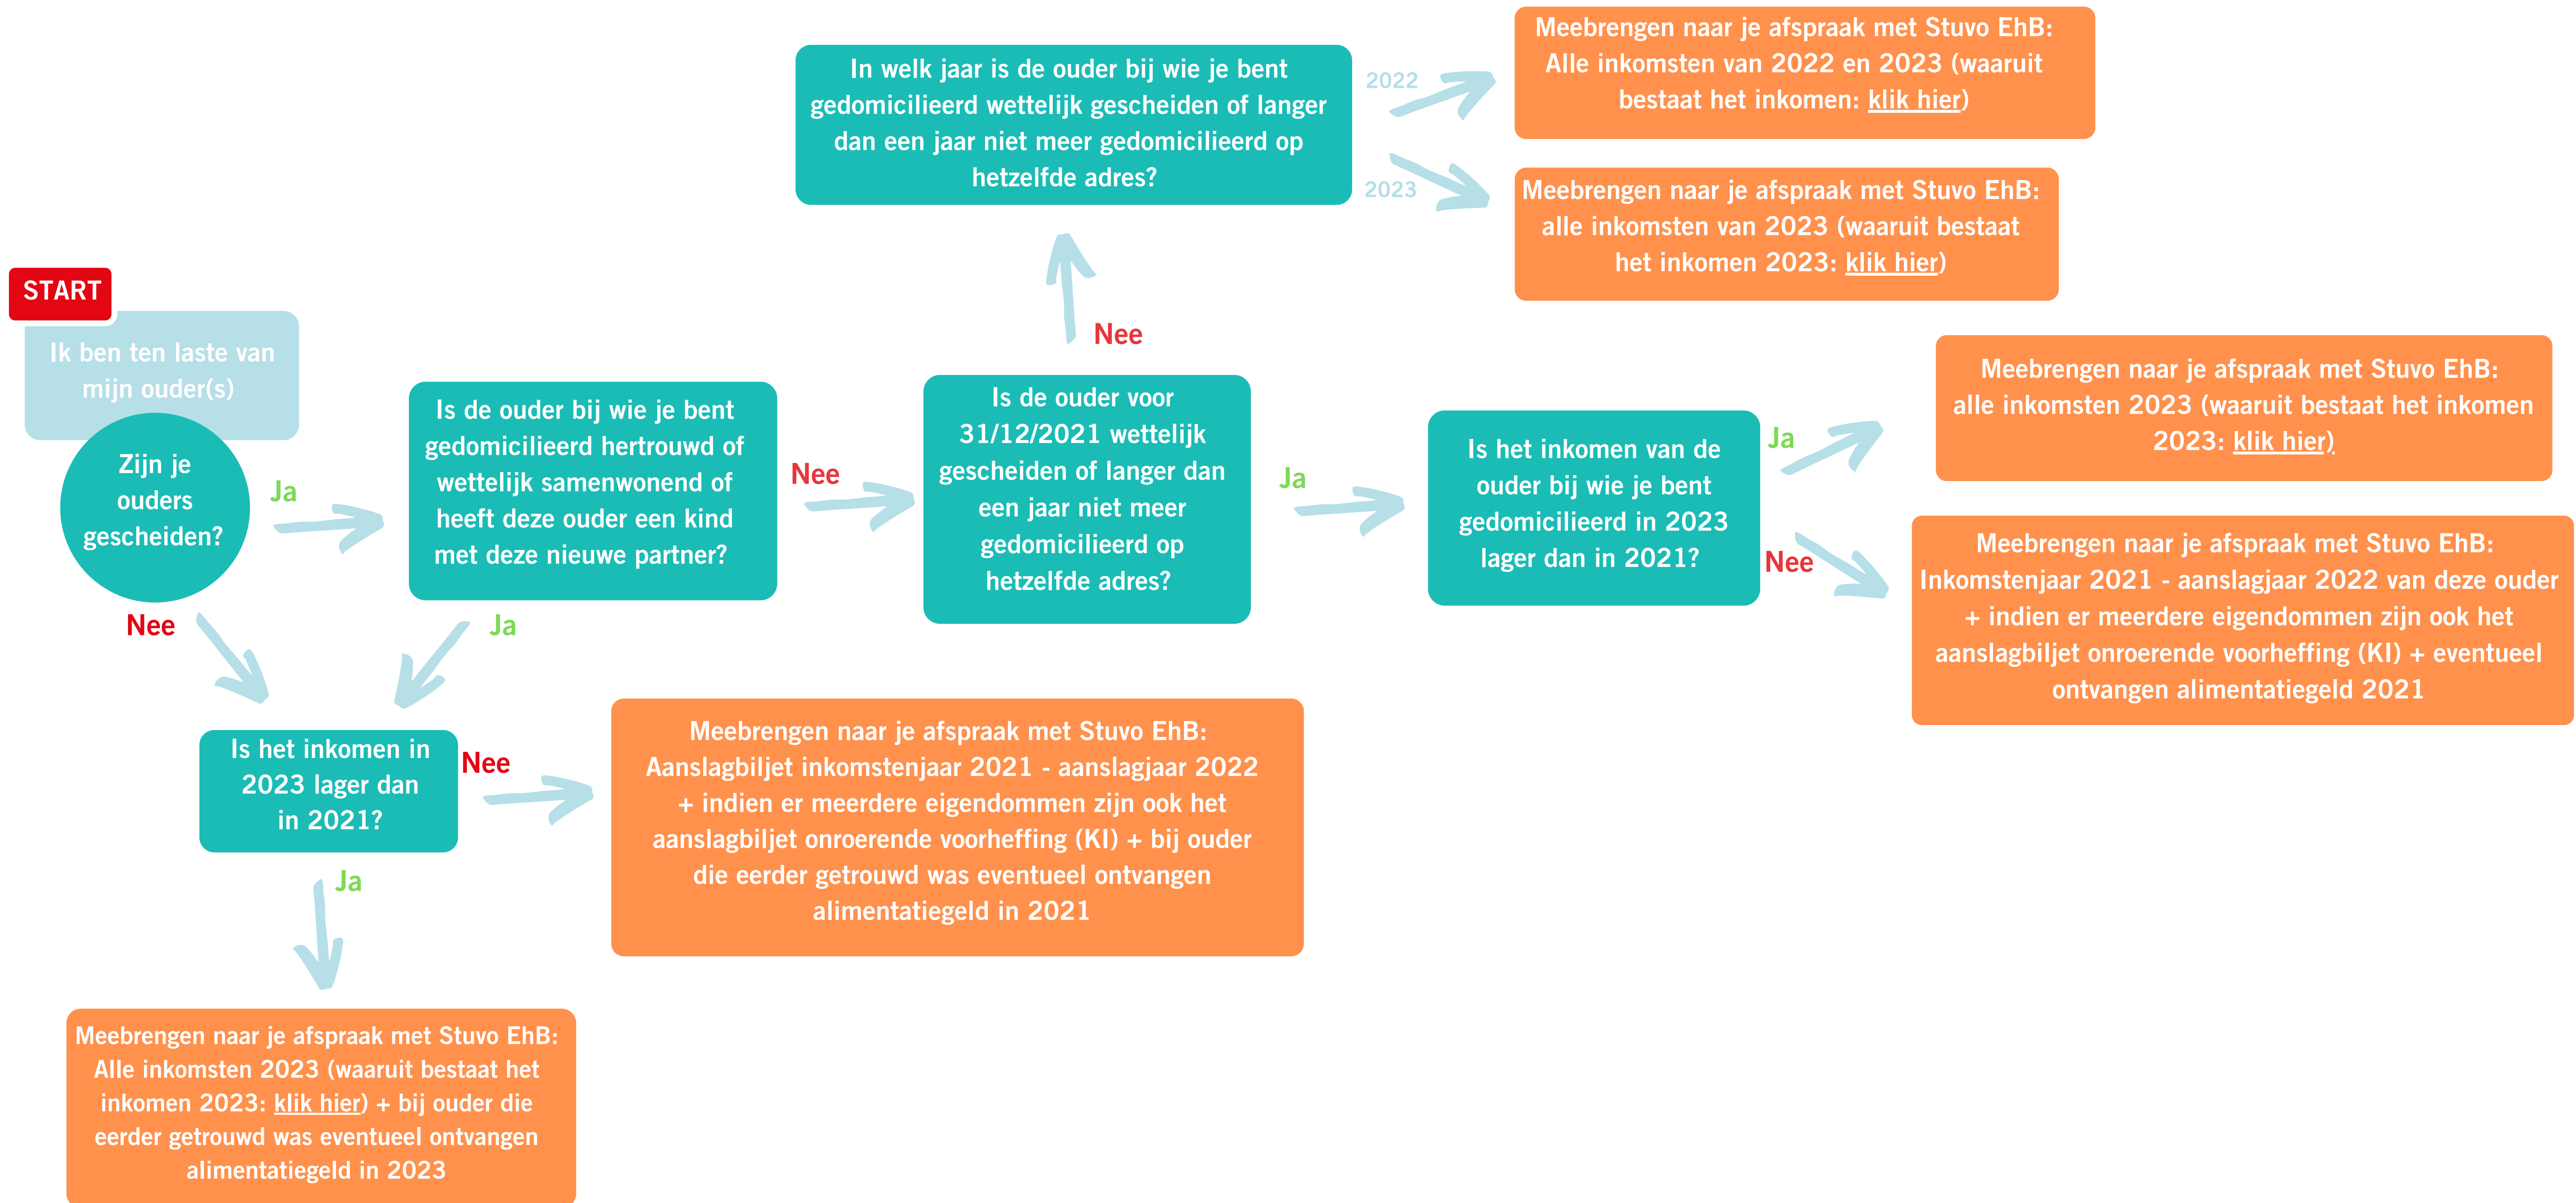 START
Ik ben ten laste van
mijn ouder(s)
Zijn je
ouders
gescheiden?
Ja
Nee
Is de ouder bij wie je bent
gedomicilieerd hertrouwd of
wettelijk samenwonend of
heeft deze ouder een kind
met deze nieuwe partner?
Nee
Ja
Is de ouder voor
31/12/2021 wettelijk
gescheiden of langer dan
een jaar niet meer
gedomicilieerd op
hetzelfde adres?
Nee
Ja
In welk jaar is de ouder bij wie je bent
gedomicilieerd wettelijk gescheiden of langer
dan een jaar niet meer gedomicilieerd op
hetzelfde adres?
2022
2023
Meebrengen naar je afspraak met Stuvo EhB:
Alle inkomsten van 2022 en 2023 (waaruit
bestaat het inkomen: klik hier)
Meebrengen naar je afspraak met Stuvo EhB:
alle inkomsten van 2023 (waaruit bestaat
het inkomen 2023: klik hier)
Is het inkomen van de
ouder bij wie je bent
gedomicilieerd in 2023
lager dan in 2021?
Ja
Nee
Meebrengen naar je afspraak met Stuvo EhB:
alle inkomsten 2023 (waaruit bestaat het inkomen
2023: klik hier)
Meebrengen naar je afspraak met Stuvo EhB:
Inkomstenjaar 2021 - aanslagjaar 2022 van deze ouder
+ indien er meerdere eigendommen zijn ook het
aanslagbiljet onroerende voorheffing (KI) + eventueel
ontvangen alimentatiegeld 2021
Is het inkomen in
2023 lager dan
in 2021?
Nee
Ja
Meebrengen naar je afspraak met Stuvo EhB:
Aanslagbiljet inkomstenjaar 2021 - aanslagjaar 2022
+ indien er meerdere eigendommen zijn ook het
aanslagbiljet onroerende voorheffing (KI) + bij ouder
die eerder getrouwd was eventueel ontvangen
alimentatiegeld in 2021
Meebrengen naar je afspraak met Stuvo EhB:
Alle inkomsten 2023 (waaruit bestaat het
inkomen 2023: klik hier) + bij ouder die
eerder getrouwd was eventueel ontvangen
alimentatiegeld in 2023